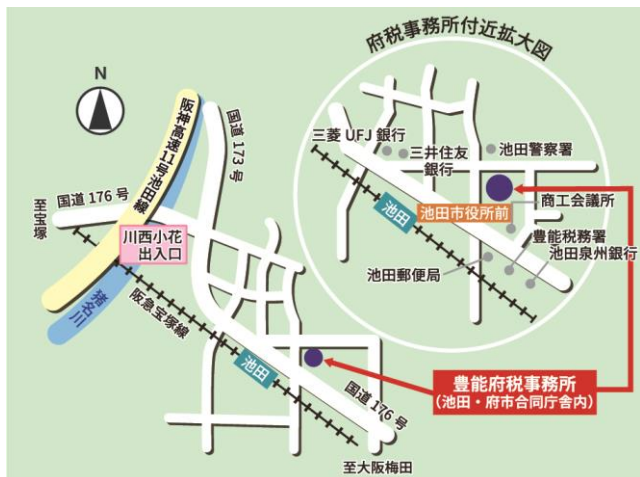 府税事務所付近拡大図
N
阪神高速11号池田線
国道173号
国道176号
至宝塚
川西小花
出入口
猪名川
阪急宝塚線
池田
国道176号
至大阪梅田
三菱UFJ銀行
三井住友
銀行
池田警察署
池田
池田市役所前
商工会議所
豊能税務署
池田泉州銀行
池田郵便局
豊能府税事務所
(池田・府市合同庁舎内)